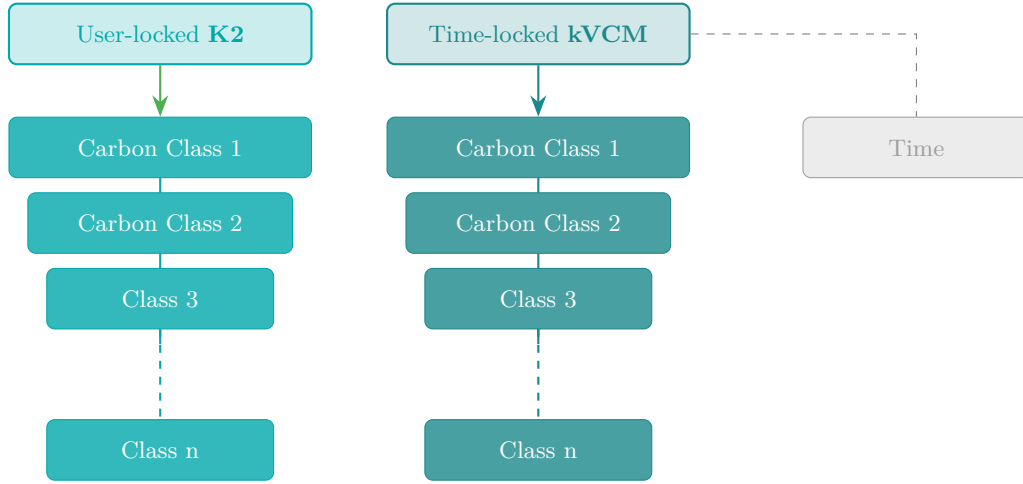 User-locked K2
Time-locked kVCM
Carbon Class 1
Carbon Class 1
Time
Carbon Class 2
Carbon Class 2
Class 3
Class 3
Class n
Class n